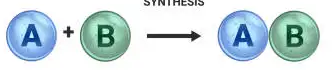 SYNTHESIS
A + B → A B